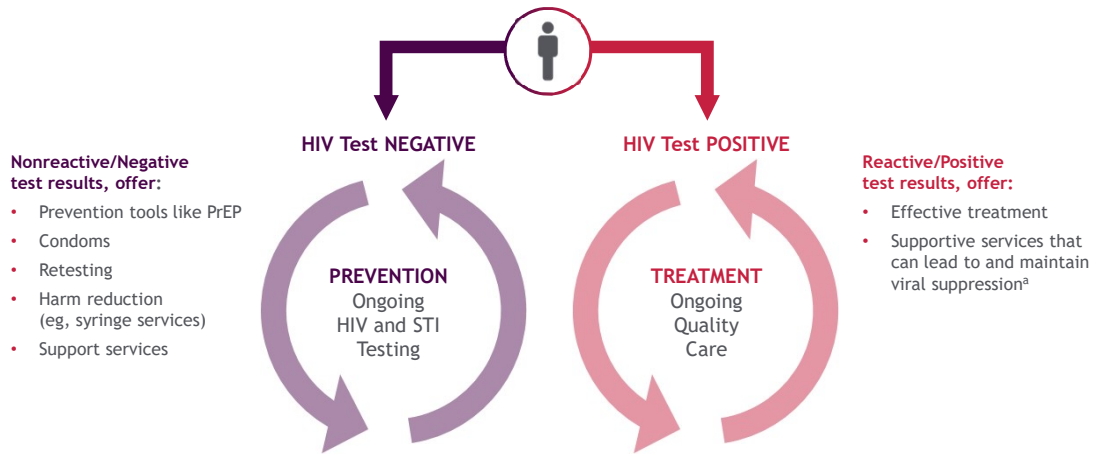 HIV Test NEGATIVE
HIV Test POSITIVE
Nonreactive/Negative
test results, offer:
• Prevention tools like PrEP
• Condoms
• Retesting
• Harm reduction
(eg, syringe services)
• Support services
PREVENTION
Ongoing
HIV and STI
Testing
TREATMENT
Ongoing
Quality
Care
Reactive/Positive
test results, offer:
• Effective treatment
• Supportive services that
can lead to and maintain
viral suppressionᵃ